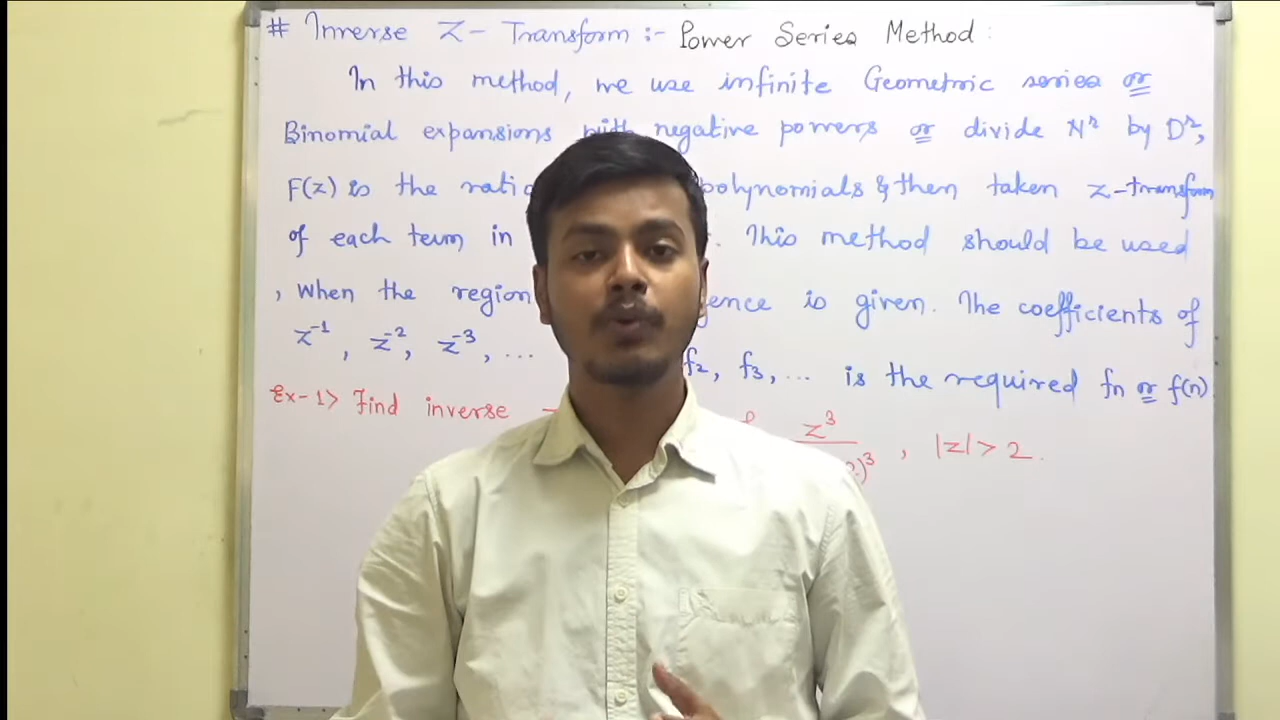 # Inverse Z- Transform :- Power Series Method :
In this method, we use infinite Geometric series or
Binomial expansions with negative powers or divide Nr by Dr,
F(z) is the polynomials & then taken z-transform
of each term in . This method should be used
, when the region is given. The coefficients of
z⁻¹, z⁻², z⁻³, ... f₂, f₃, ... is the required fn or f(n)
Ex-1> Find inverse z³ )³ , |z| > 2.